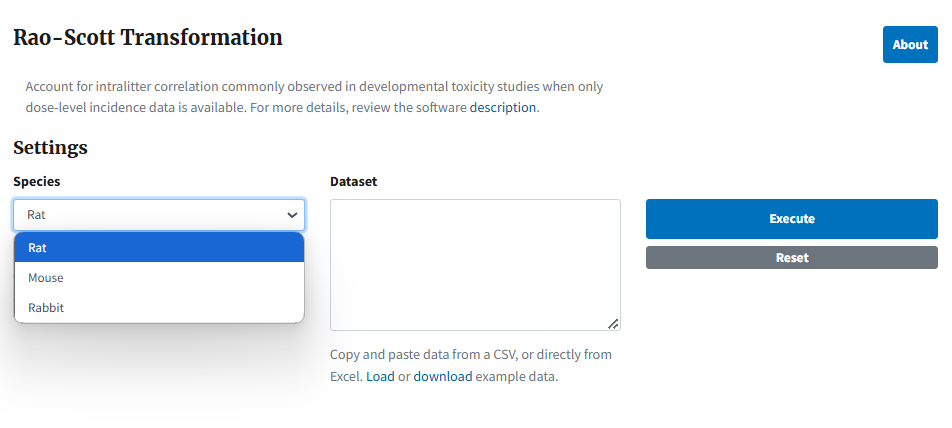 Rao-Scott Transformation
About
Account for intralitter correlation commonly observed in developmental toxicity studies when only
dose-level incidence data is available. For more details, review the software description.
Settings
Species
Dataset
Rat
Execute
Rat
Reset
Mouse
Rabbit
Copy and paste data from a CSV, or directly from
Excel. Load or download example data.